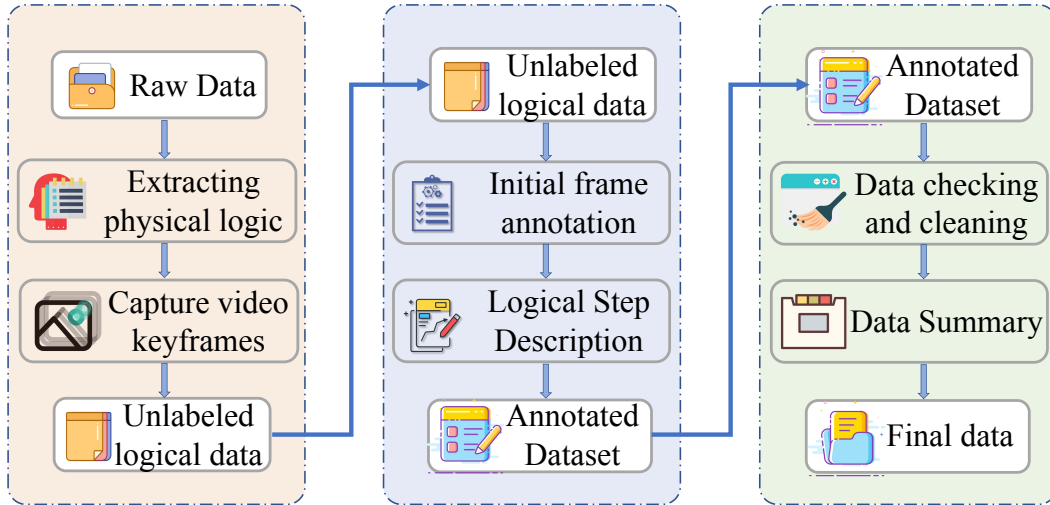 Raw Data
Extracting
physical logic
Capture video
keyframes
Unlabeled
logical data
Unlabeled
logical data
Initial frame
annotation
Logical Step
Description
Annotated
Dataset
Annotated
Dataset
Data checking
and cleaning
Data Summary
Final data